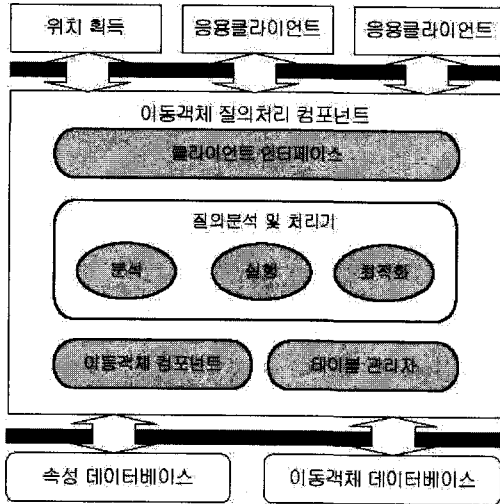 위치 획득
응용클라이언트
응용클라이언트
이동객체 질의처리 컴포넌트
클라이언트 인터페이스
질의분석 및 처리기
분석
실행
최적화
이동객체 컴포넌트
테이블 관리자
속성 데이터베이스
이동객체 데이터베이스